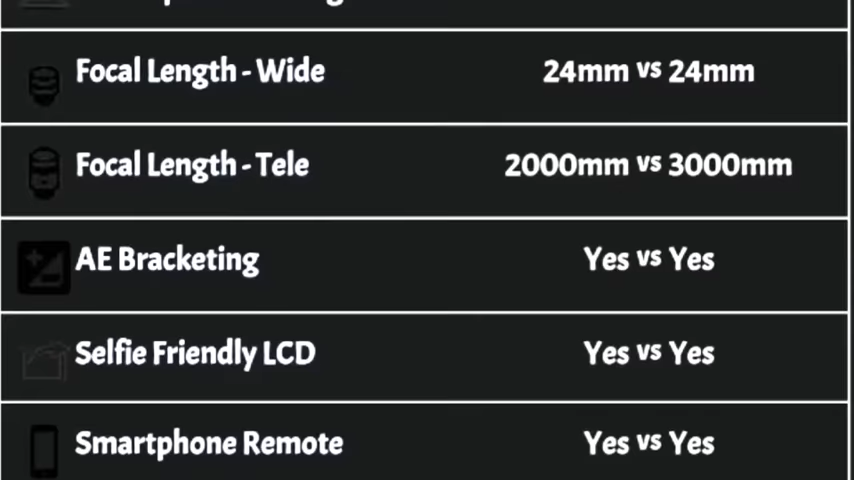 Focal Length - Wide 24mm vs 24mm
Focal Length - Tele 2000mm vs 3000mm
AE Bracketing Yes vs Yes
Selfie Friendly LCD Yes vs Yes
Smartphone Remote Yes vs Yes